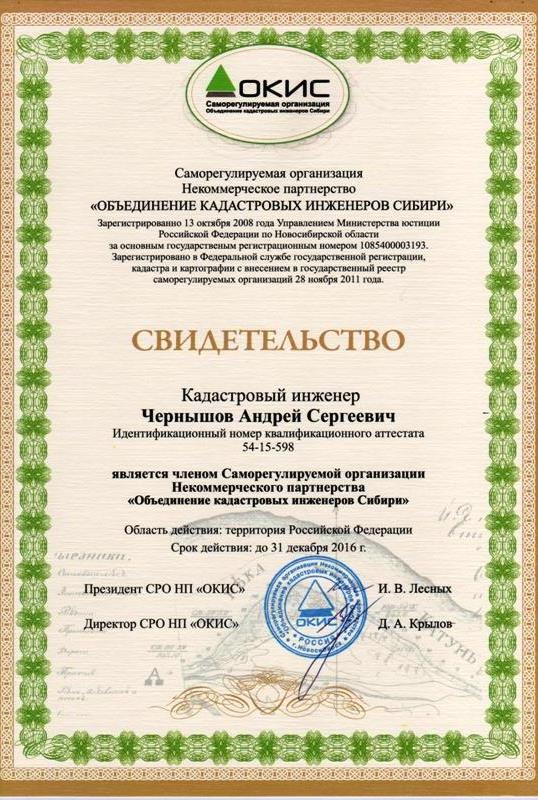 ОКИС
Саморегулируемая организация
Объединение кадастровых инженеров Сибири
Саморегулируемая организация
Некоммерческое партнерство
«ОБЪЕДИНЕНИЕ КАДАСТРОВЫХ ИНЖЕНЕРОВ СИБИРИ»
Зарегистрированно 13 октября 2008 года Управлением Министерства юстиции
Российской Федерации по Новосибирской области
за основным государственым регистрационным номером 1085400003193.
Зарегистрировано в Федеральной службе государственной регистрации,
кадастра и картографии с внесением в государственный реестр
саморегулируемых организаций 28 ноября 2011 года.
СВИДЕТЕЛЬСТВО
Кадастровый инженер
Чернышов Андрей Сергеевич
Идентификационный номер квалификационного аттестата
54-15-598
является членом Саморегулируемой организации
Некоммерческого партнерства
«Объединение кадастровых инженеров Сибири»
Область действия: территория Российской Федерации
Срок действия: до 31 декабря 2016 г.
Президент СРО НП «ОКИС» И. В. Лесных
Директор СРО НП «ОКИС» Д. А. Крылов
ОКИС
РОССИЯ
г. Новосибирск
КАТУНЬ